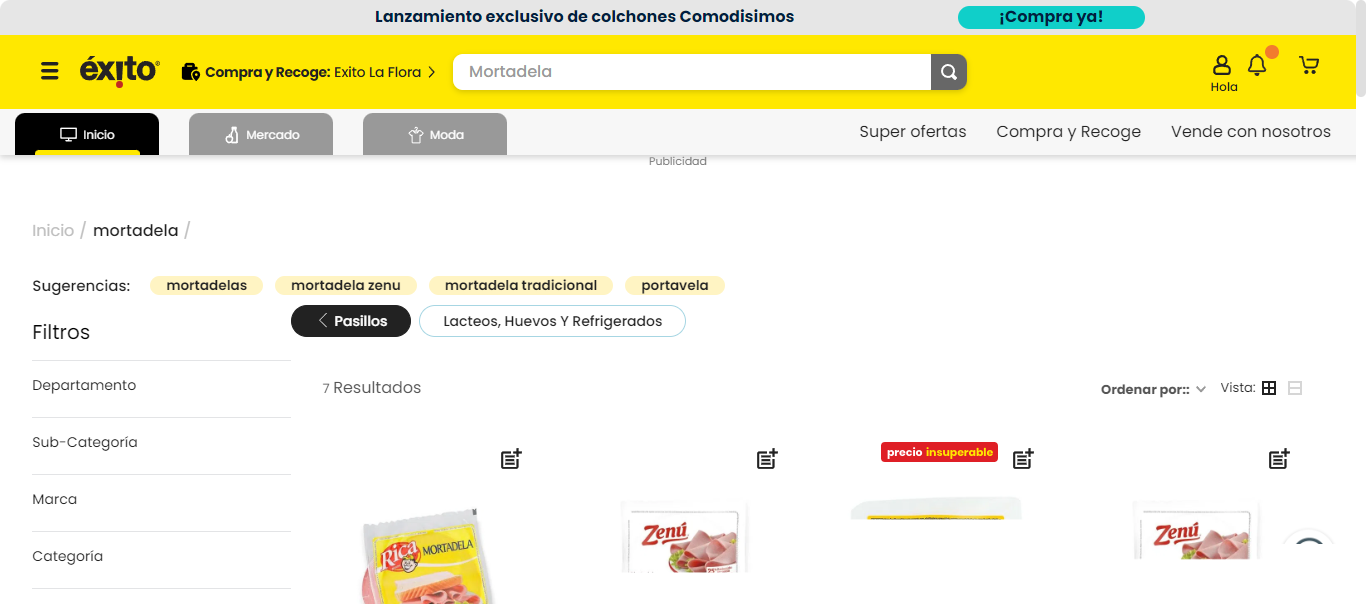 Lanzamiento exclusivo de colchones Comodisimos
¡Compra ya!
éxito
Compra y Recoge: Exito La Flora
Mortadela
Hola
Inicio
Mercado
Moda
Super ofertas
Compra y Recoge
Vende con nosotros
Publicidad
Inicio / mortadela /
Sugerencias:
mortadelas
mortadela zenu
mortadela tradicional
portavela
Filtros
Pasillos
Lacteos, Huevos Y Refrigerados
Departamento
7 Resultados
Ordenar por::
Vista:
Sub-Categoría
precio insuperable
Marca
Categoría
Rica
MORTADELA
Zenú
Zenú